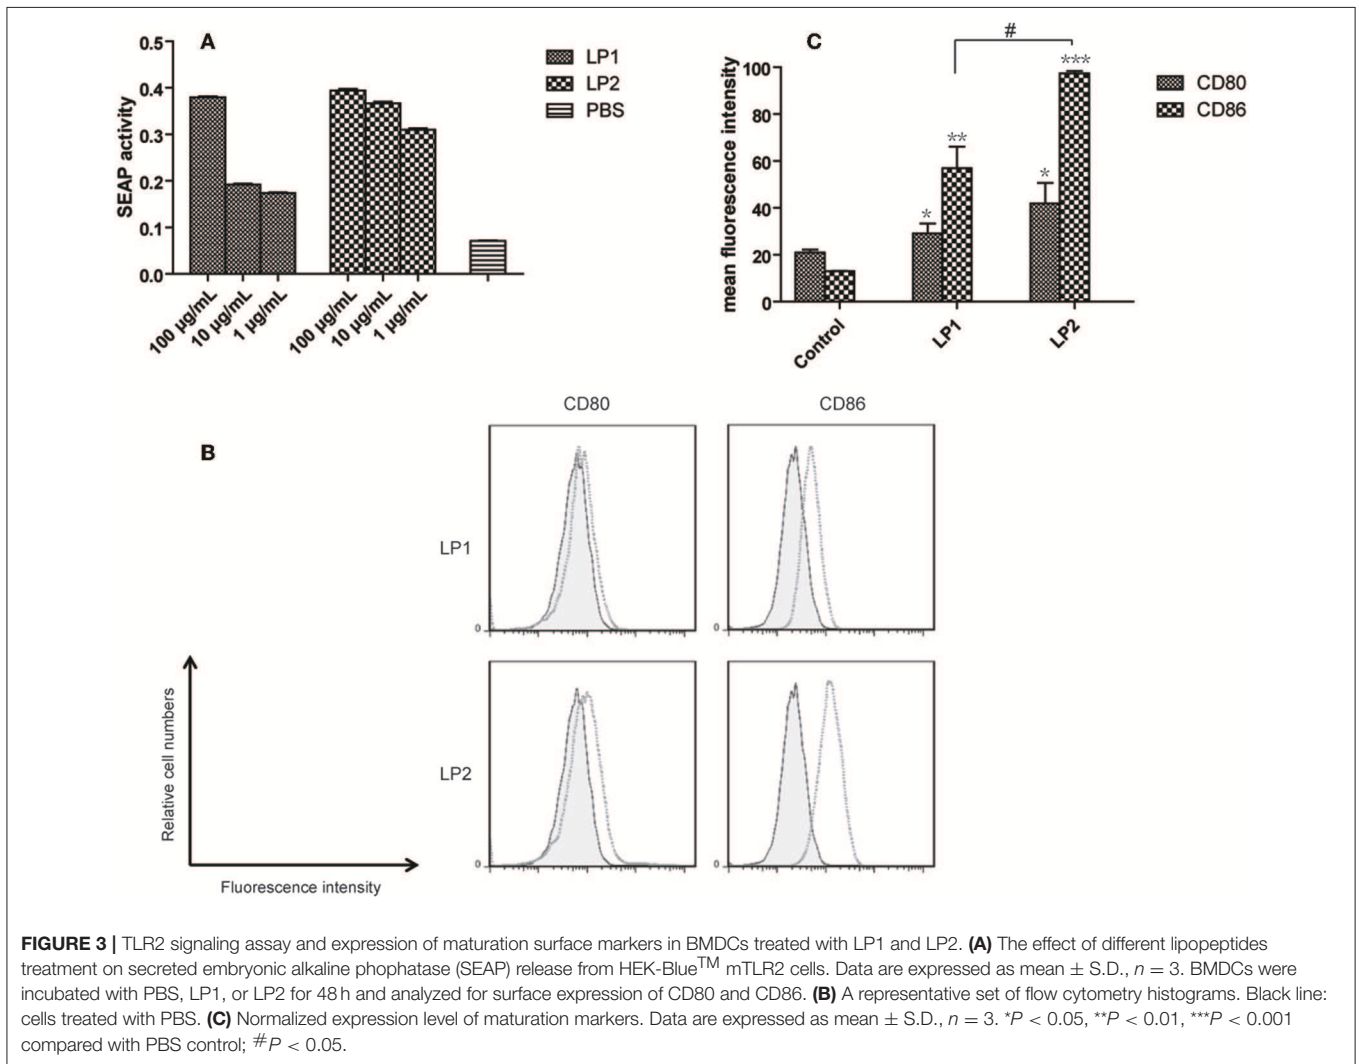 A
0.5
0.4
0.3
0.2
0.1
0.0
SEAP activity
100 µg/mL
10 µg/mL
1 µg/mL
100 µg/mL
10 µg/mL
1 µg/mL
LP1
LP2
PBS
C
#
100
80
60
40
20
0
mean fluorescence intensity
*
**
*
***
Control
LP1
LP2
CD80
CD86
B
CD80
CD86
LP1
0
0
LP2
0
0
Relative cell numbers
Fluorescence intensity
FIGURE 3 | TLR2 signaling assay and expression of maturation surface markers in BMDCs treated with LP1 and LP2. (A) The effect of different lipopeptides
treatment on secreted embryonic alkaline phophatase (SEAP) release from HEK-Blue™ mTLR2 cells. Data are expressed as mean ± S.D., n = 3. BMDCs were
incubated with PBS, LP1, or LP2 for 48 h and analyzed for surface expression of CD80 and CD86. (B) A representative set of flow cytometry histograms. Black line:
cells treated with PBS. (C) Normalized expression level of maturation markers. Data are expressed as mean ± S.D., n = 3. *P < 0.05, **P < 0.01, ***P < 0.001
compared with PBS control; #P < 0.05.